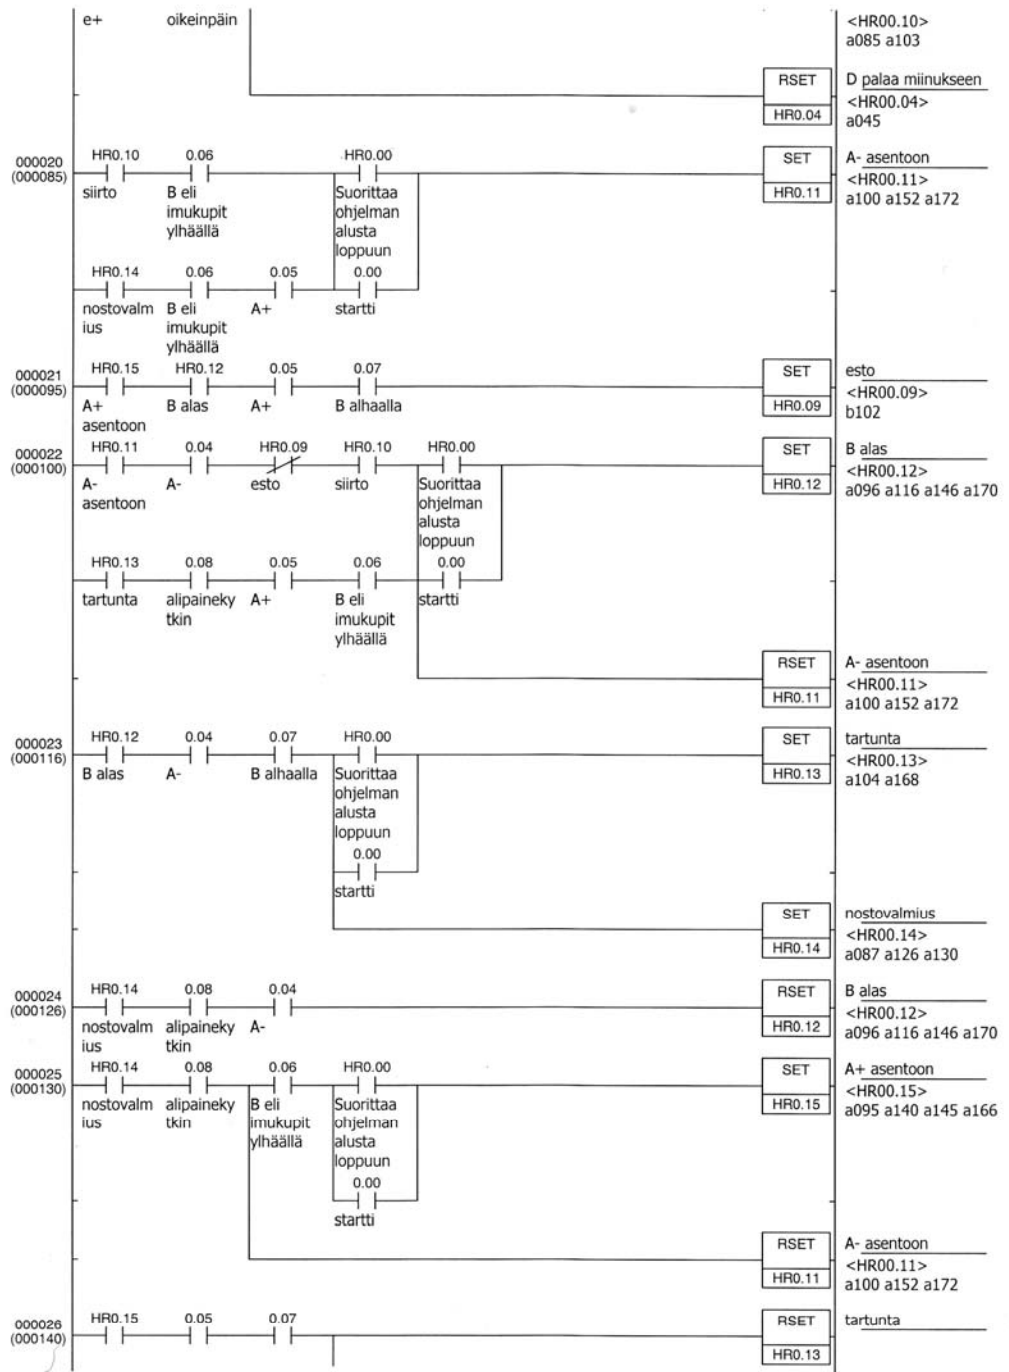 e+ oikeinpäin <HR00.10>
a085 a103
RSET D palaa miinukseen
HR0.04 <HR00.04>
a045
000020 HR0.10 0.06 HR0.00 SET A- asentoon
(000085) siirto B eli Suorittaa HR0.11 <HR00.11>
imukupit ohjelman a100 a152 a172
ylhäällä alusta
loppuun
HR0.14 0.06 0.05 0.00
nostovalm B eli A+ startti
ius imukupit
ylhäällä
000021 HR0.15 HR0.12 0.05 0.07 SET esto
(000095) A+ B alas A+ B alhaalla HR0.09 <HR00.09>
asentoon b102
000022 HR0.11 0.04 HR0.09 HR0.10 HR0.00 SET B alas
(000100) A- A- esto siirto Suorittaa HR0.12 <HR00.12>
asentoon ohjelman a096 a116 a146 a170
alusta
loppuun
HR0.13 0.08 0.05 0.06 0.00
tartunta alipaineky A+ B eli startti
tkin imukupit
ylhäällä
RSET A- asentoon
HR0.11 <HR00.11>
a100 a152 a172
000023 HR0.12 0.04 0.07 HR0.00 SET tartunta
(000116) B alas A- B alhaalla Suorittaa HR0.13 <HR00.13>
ohjelman a104 a168
alusta
loppuun
0.00
startti
SET nostovalmius
HR0.14 <HR00.14>
a087 a126 a130
000024 HR0.14 0.08 0.04 RSET B alas
(000126) nostovalm alipaineky A- HR0.12 <HR00.12>
ius tkin a096 a116 a146 a170
000025 HR0.14 0.08 0.06 HR0.00 SET A+ asentoon
(000130) nostovalm alipaineky B eli Suorittaa HR0.15 <HR00.15>
ius tkin imukupit ohjelman a095 a140 a145 a166
ylhäällä alusta
loppuun
0.00
startti
RSET A- asentoon
HR0.11 <HR00.11>
a100 a152 a172
000026 HR0.15 0.05 0.07 RSET tartunta
(000140) HR0.13